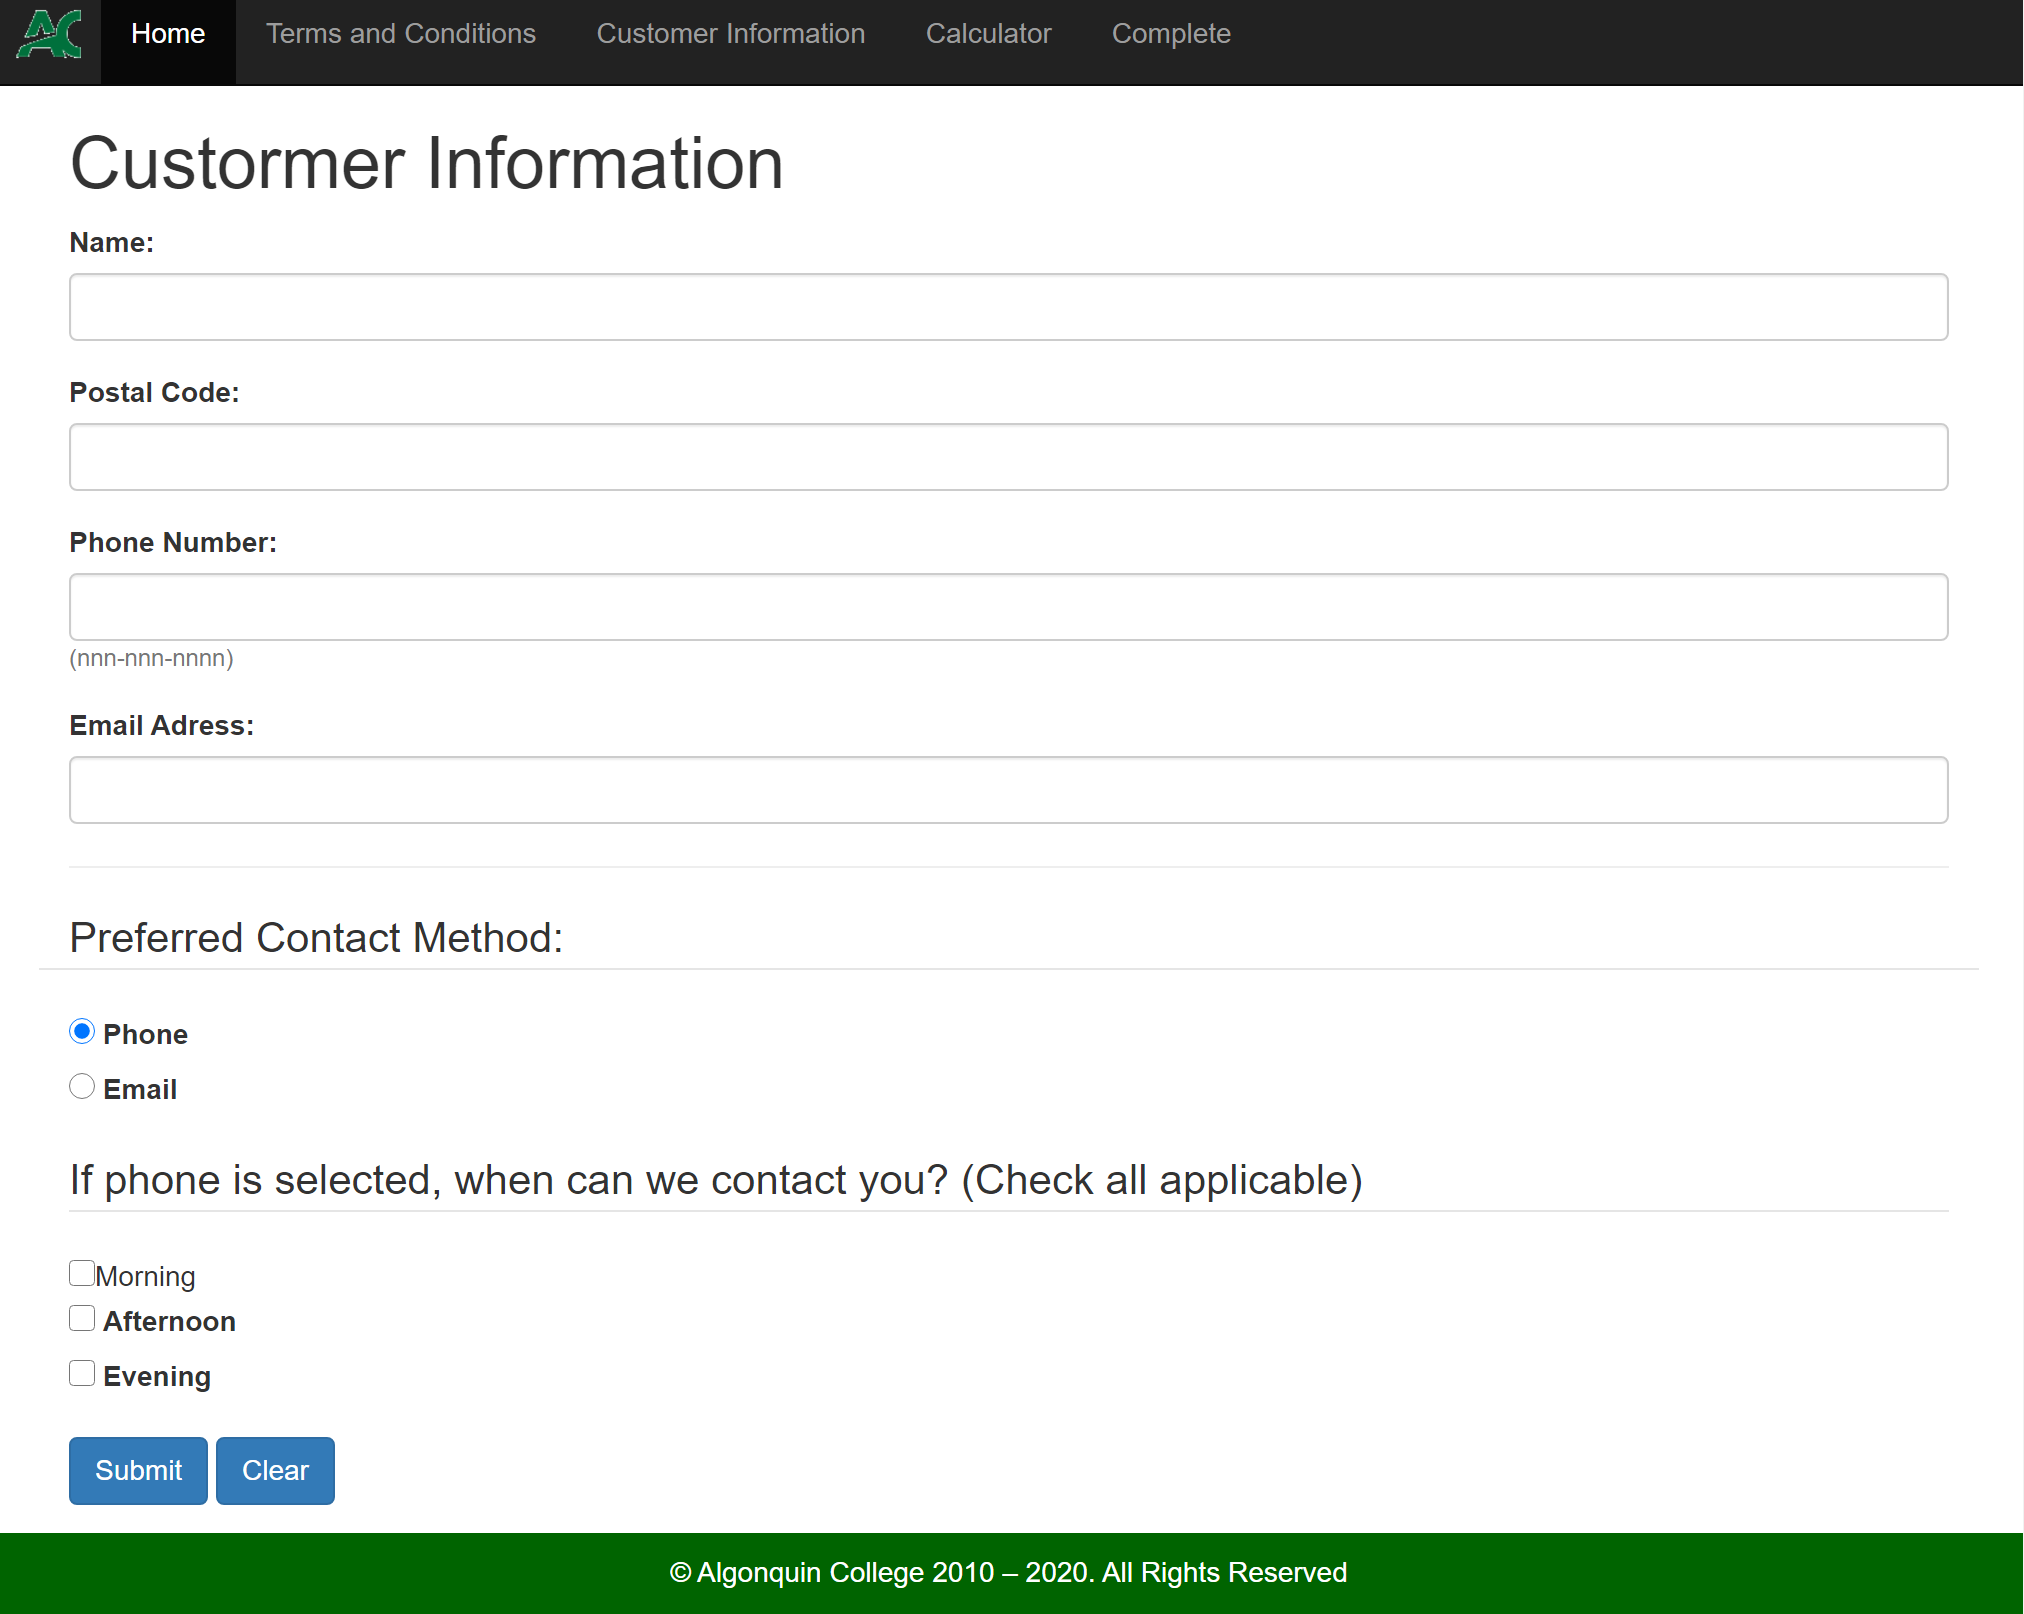 AC
Home Terms and Conditions Customer Information Calculator Complete
Custormer Information
Name:
Postal Code:
Phone Number:
(nnn-nnn-nnnn)
Email Adress:
Preferred Contact Method:
Phone
Email
If phone is selected, when can we contact you? (Check all applicable)
Morning
Afternoon
Evening
Submit Clear
© Algonquin College 2010 – 2020. All Rights Reserved